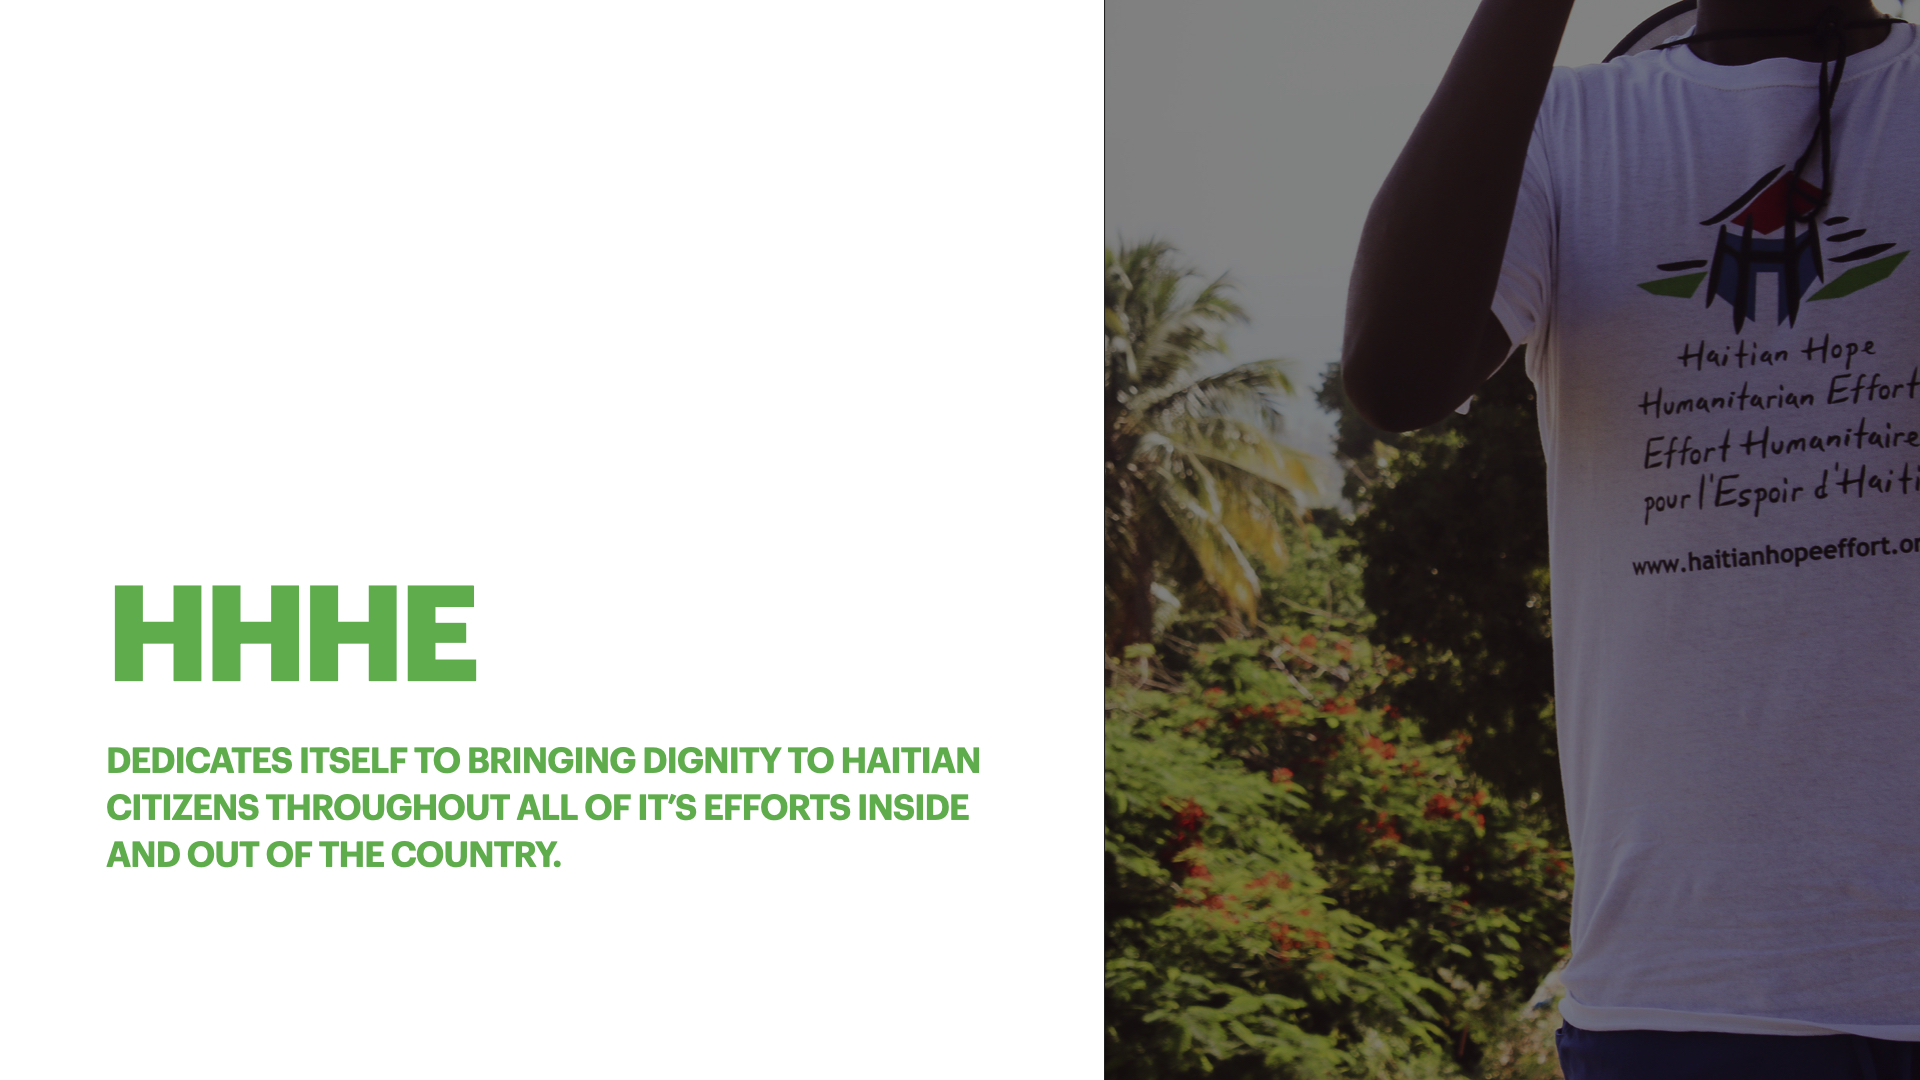 HHHE
DEDICATES ITSELF TO BRINGING DIGNITY TO HAITIAN
CITIZENS THROUGHOUT ALL OF IT’S EFFORTS INSIDE
AND OUT OF THE COUNTRY.
Haitian Hope
Humanitarian Effort
Effort Humanitaire
pour l'Espoir d'Haiti
www.haitianhopeeffort.or